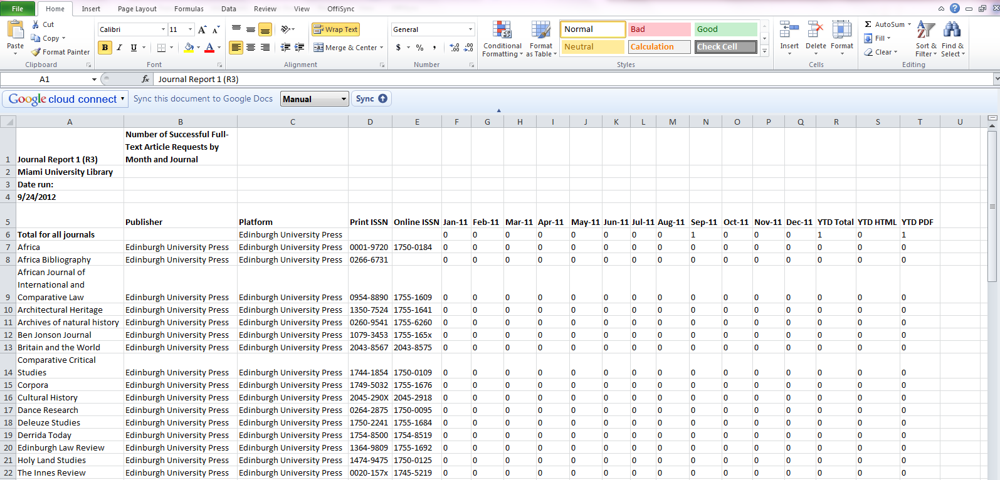 File Home Insert Page Layout Formulas Data Review View OffiSync
Paste
Cut
Copy
Format Painter
Clipboard
Calibri 11 A A
B I U A
Font
Wrap Text
Merge & Center
Alignment
General
$ % , .00 .00
Number
Conditional Formatting
Format as Table
Normal Bad Good
Neutral Calculation Check Cell
Styles
Insert Delete Format
Cells
Σ AutoSum
Fill
Clear
Sort & Filter
Find & Select
Editing
A1 fx Journal Report 1 (R3)
Google cloud connect Sync this document to Google Docs Manual Sync
A B C D E F G H I J K L M N O P Q R S T U
1 Journal Report 1 (R3) Number of Successful Full-Text Article Requests by Month and Journal
2 Miami University Library
3 Date run:
4 9/24/2012
5 Publisher Platform Print ISSN Online ISSN Jan-11 Feb-11 Mar-11 Apr-11 May-11 Jun-11 Jul-11 Aug-11 Sep-11 Oct-11 Nov-11 Dec-11 YTD Total YTD HTML YTD PDF
6 Total for all journals Edinburgh University Press 0 0 0 0 0 0 0 0 1 0 0 0 1 0 1
7 Africa Edinburgh University Press Edinburgh University Press 0001-9720 1750-0184 0 0 0 0 0 0 0 0 0 0 0 0 0 0 0
8 Africa Bibliography Edinburgh University Press Edinburgh University Press 0266-6731 0 0 0 0 0 0 0 0 0 0 0 0 0 0 0
9 African Journal of International and Comparative Law Edinburgh University Press Edinburgh University Press 0954-8890 1755-1609 0 0 0 0 0 0 0 0 0 0 0 0 0 0 0
10 Architectural Heritage Edinburgh University Press Edinburgh University Press 1350-7524 1755-1641 0 0 0 0 0 0 0 0 0 0 0 0 0 0 0
11 Archives of natural history Edinburgh University Press Edinburgh University Press 0260-9541 1755-6260 0 0 0 0 0 0 0 0 0 0 0 0 0 0 0
12 Ben Jonson Journal Edinburgh University Press Edinburgh University Press 1079-3453 1755-165x 0 0 0 0 0 0 0 0 0 0 0 0 0 0 0
13 Britain and the World Edinburgh University Press Edinburgh University Press 2043-8567 2043-8575 0 0 0 0 0 0 0 0 0 0 0 0 0 0 0
14 Comparative Critical Studies Edinburgh University Press Edinburgh University Press 1744-1854 1750-0109 0 0 0 0 0 0 0 0 0 0 0 0 0 0 0
15 Corpora Edinburgh University Press Edinburgh University Press 1749-5032 1755-1676 0 0 0 0 0 0 0 0 0 0 0 0 0 0 0
16 Cultural History Edinburgh University Press Edinburgh University Press 2045-290X 2045-2918 0 0 0 0 0 0 0 0 0 0 0 0 0 0 0
17 Dance Research Edinburgh University Press Edinburgh University Press 0264-2875 1750-0095 0 0 0 0 0 0 0 0 0 0 0 0 0 0 0
18 Deleuze Studies Edinburgh University Press Edinburgh University Press 1750-2241 1755-1684 0 0 0 0 0 0 0 0 0 0 0 0 0 0 0
19 Derrida Today Edinburgh University Press Edinburgh University Press 1754-8500 1754-8519 0 0 0 0 0 0 0 0 0 0 0 0 0 0 0
20 Edinburgh Law Review Edinburgh University Press Edinburgh University Press 1364-9809 1755-1692 0 0 0 0 0 0 0 0 0 0 0 0 0 0 0
21 Holy Land Studies Edinburgh University Press Edinburgh University Press 1474-9475 1750-0125 0 0 0 0 0 0 0 0 0 0 0 0 0 0 0
22 The Innes Review Edinburgh University Press Edinburgh University Press 0020-157x 1745-5219 0 0 0 0 0 0 0 0 0 0 0 0 0 0 0